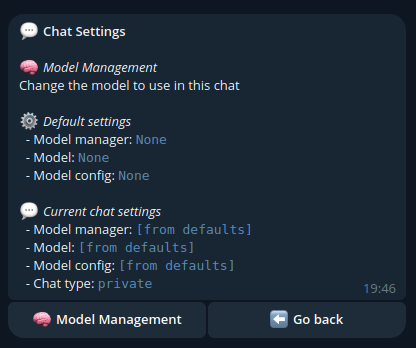 💬 Chat Settings
🧠 Model Management
Change the model to use in this chat
⚙️ Default settings
- Model manager: None
- Model: None
- Model config: None
💬 Current chat settings
- Model manager: [from defaults]
- Model: [from defaults]
- Model config: [from defaults]
- Chat type: private
19:46
🧠 Model Management
⬅️ Go back